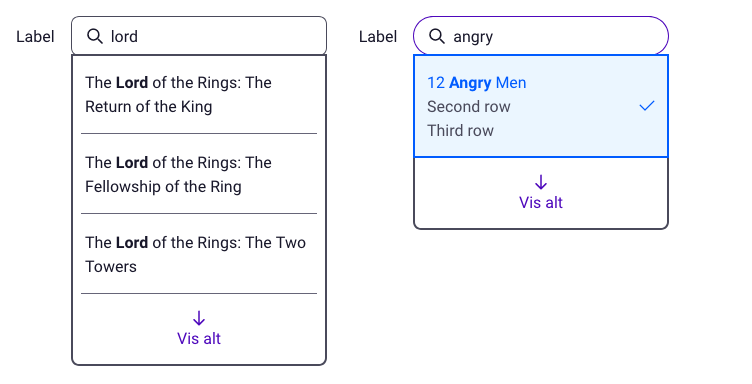 Label
lord
The Lord of the Rings: The
Return of the King
The Lord of the Rings: The
Fellowship of the Ring
The Lord of the Rings: The Two
Towers
Vis alt
Label
angry
12 Angry Men
Second row
Third row
Vis alt